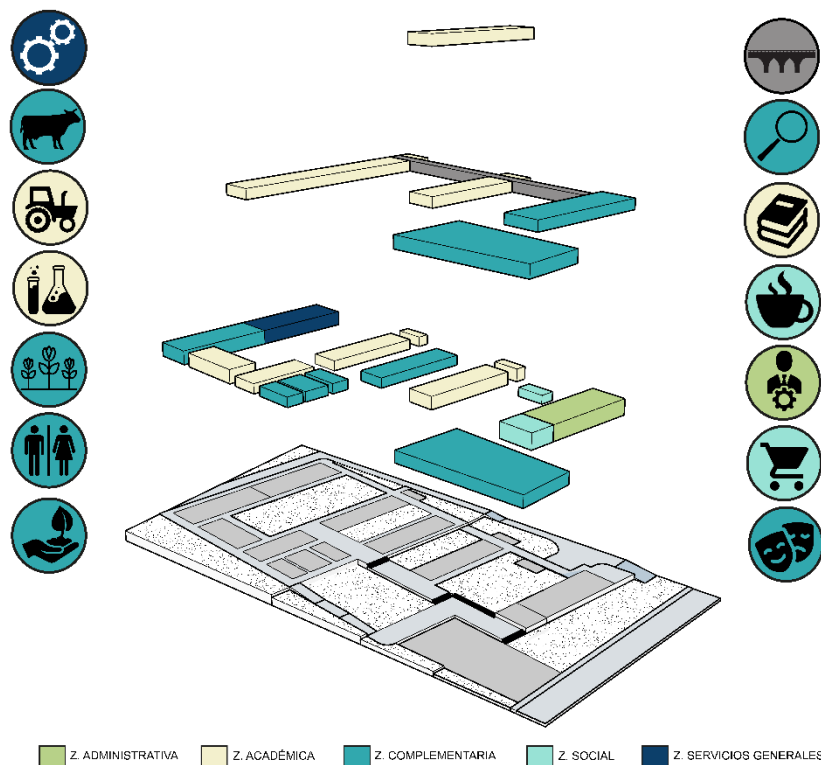 Z. ADMINISTRATIVA
Z. ACADÉMICA
Z. COMPLEMENTARIA
Z. SOCIAL
Z. SERVICIOS GENERALES